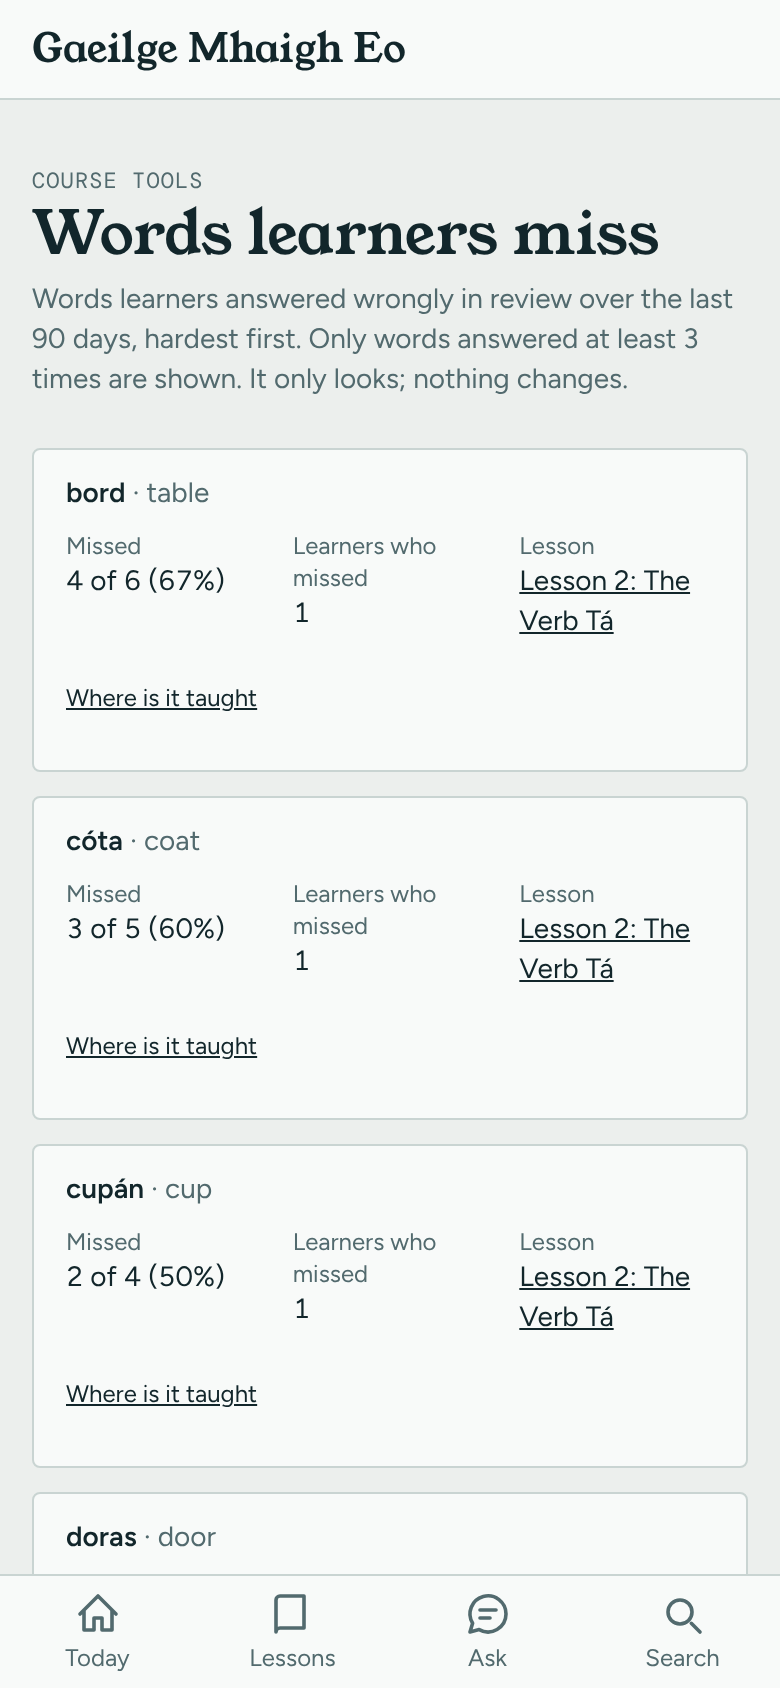 Gaeilge Mhaigh Eo
COURSE TOOLS
Words learners miss
Words learners answered wrongly in review over the last
90 days, hardest first. Only words answered at least 3
times are shown. It only looks; nothing changes.
bord · table
Missed
4 of 6 (67%)
Learners who
missed
1
Lesson
Lesson 2: The
Verb Tá
Where is it taught
cóta · coat
Missed
3 of 5 (60%)
Learners who
missed
1
Lesson
Lesson 2: The
Verb Tá
Where is it taught
cupán · cup
Missed
2 of 4 (50%)
Learners who
missed
1
Lesson
Lesson 2: The
Verb Tá
Where is it taught
doras · door
Today
Lessons
Ask
Search